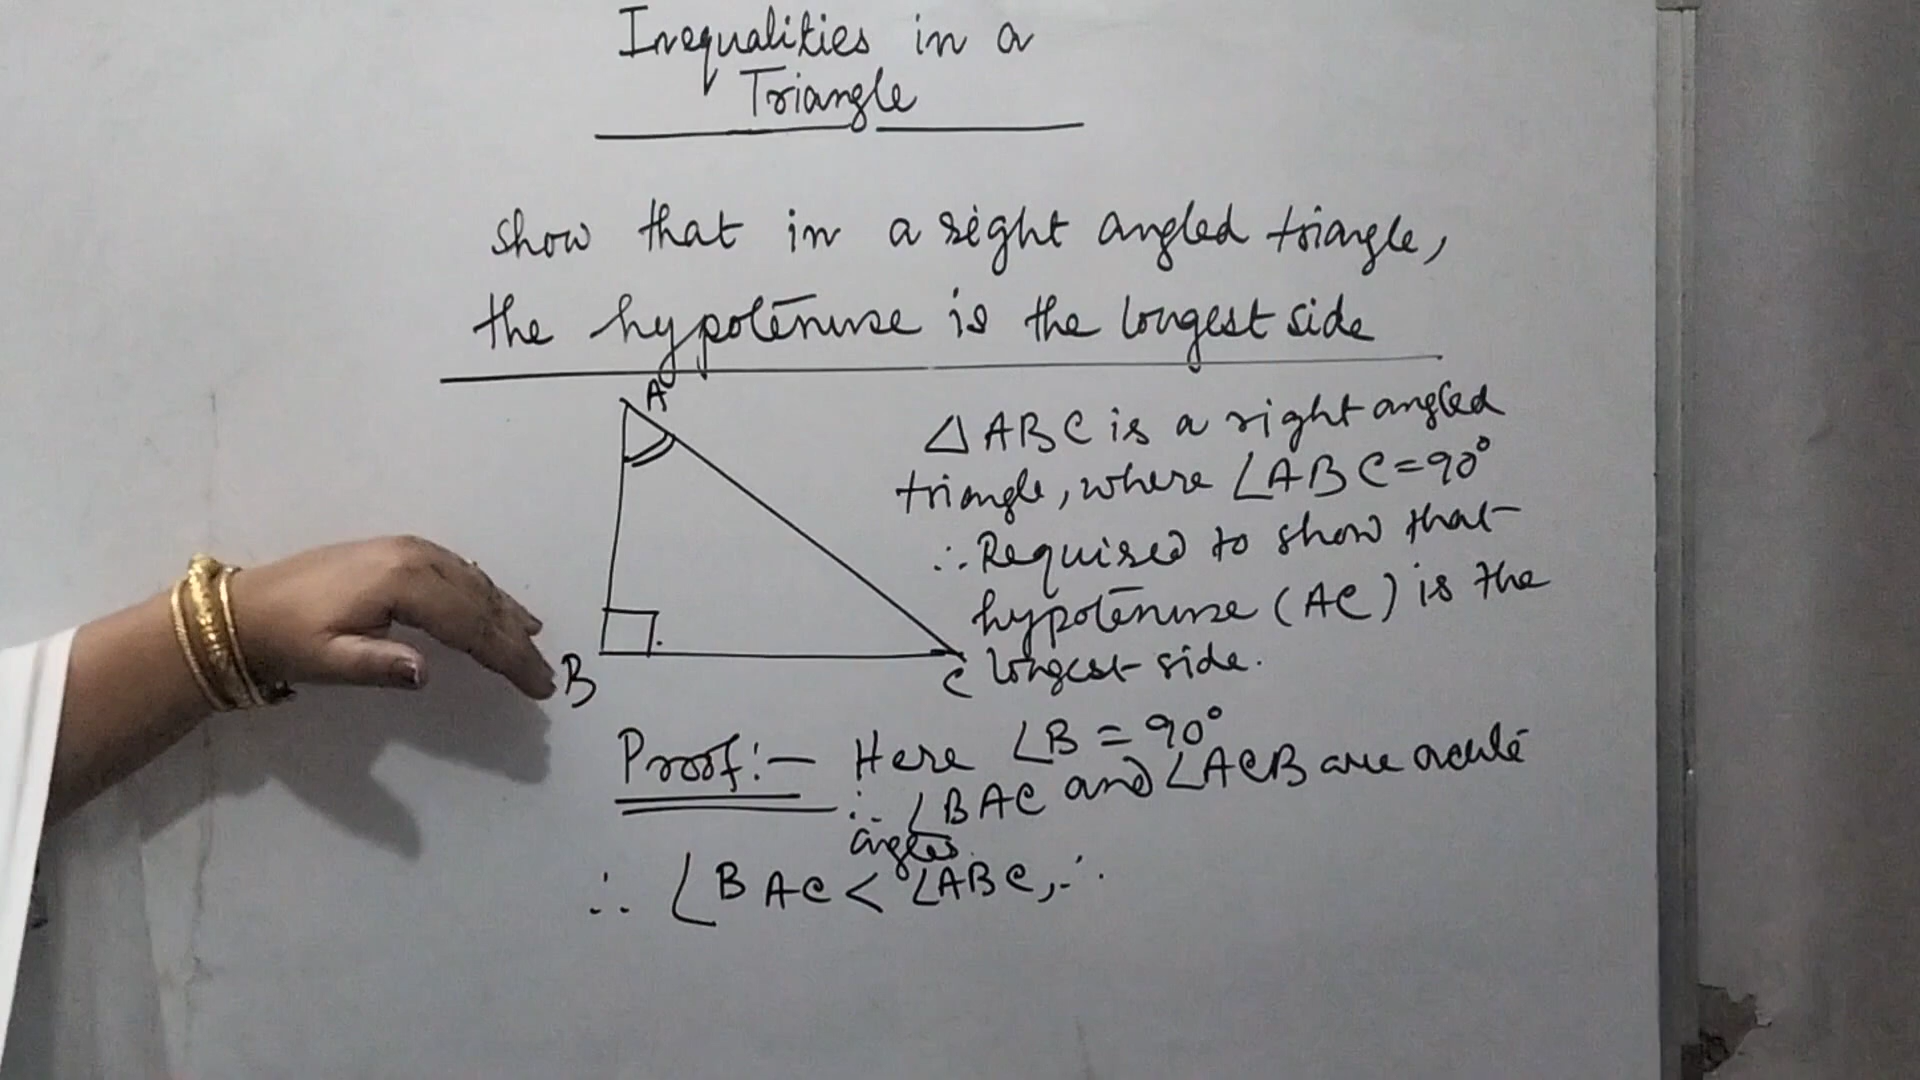 Inequalities in a
Triangle
Show that in a right angled triangle,
the hypotenuse is the longest side
A
B
C
△ABC is a right angled
triangle, where ∠ABC=90°
∴ Required to show that
hypotenuse (AC) is the
longest side.
Proof:- Here ∠B = 90°
∴ ∠BAC and ∠ACB are acute
angles.
∴ ∠BAC < ∠ABC, ∴